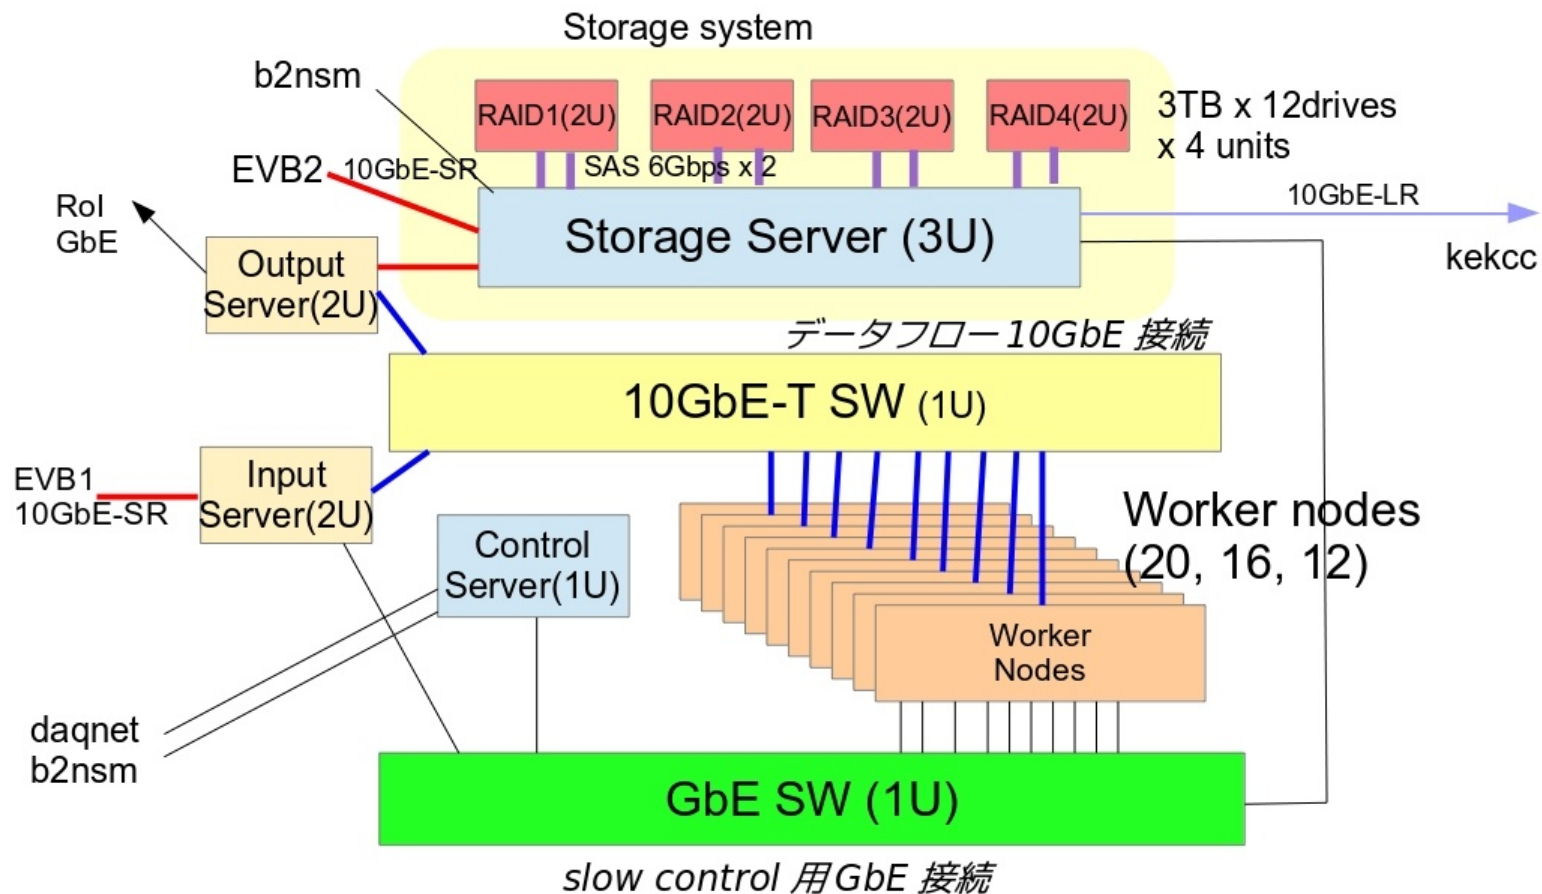 Storage system
b2nsm
RAID1(2U)
RAID2(2U)
RAID3(2U)
RAID4(2U)
3TB x 12drives
x 4 units
EVB2
10GbE-SR
SAS 6Gbps x 2
10GbE-LR
RoI
GbE
Storage Server (3U)
kekcc
Output
Server(2U)
データフロー10GbE 接続
10GbE-T SW (1U)
EVB1
10GbE-SR
Input
Server(2U)
Worker nodes
(20, 16, 12)
Control
Server(1U)
Worker
Nodes
daqnet
b2nsm
GbE SW (1U)
slow control 用GbE 接続